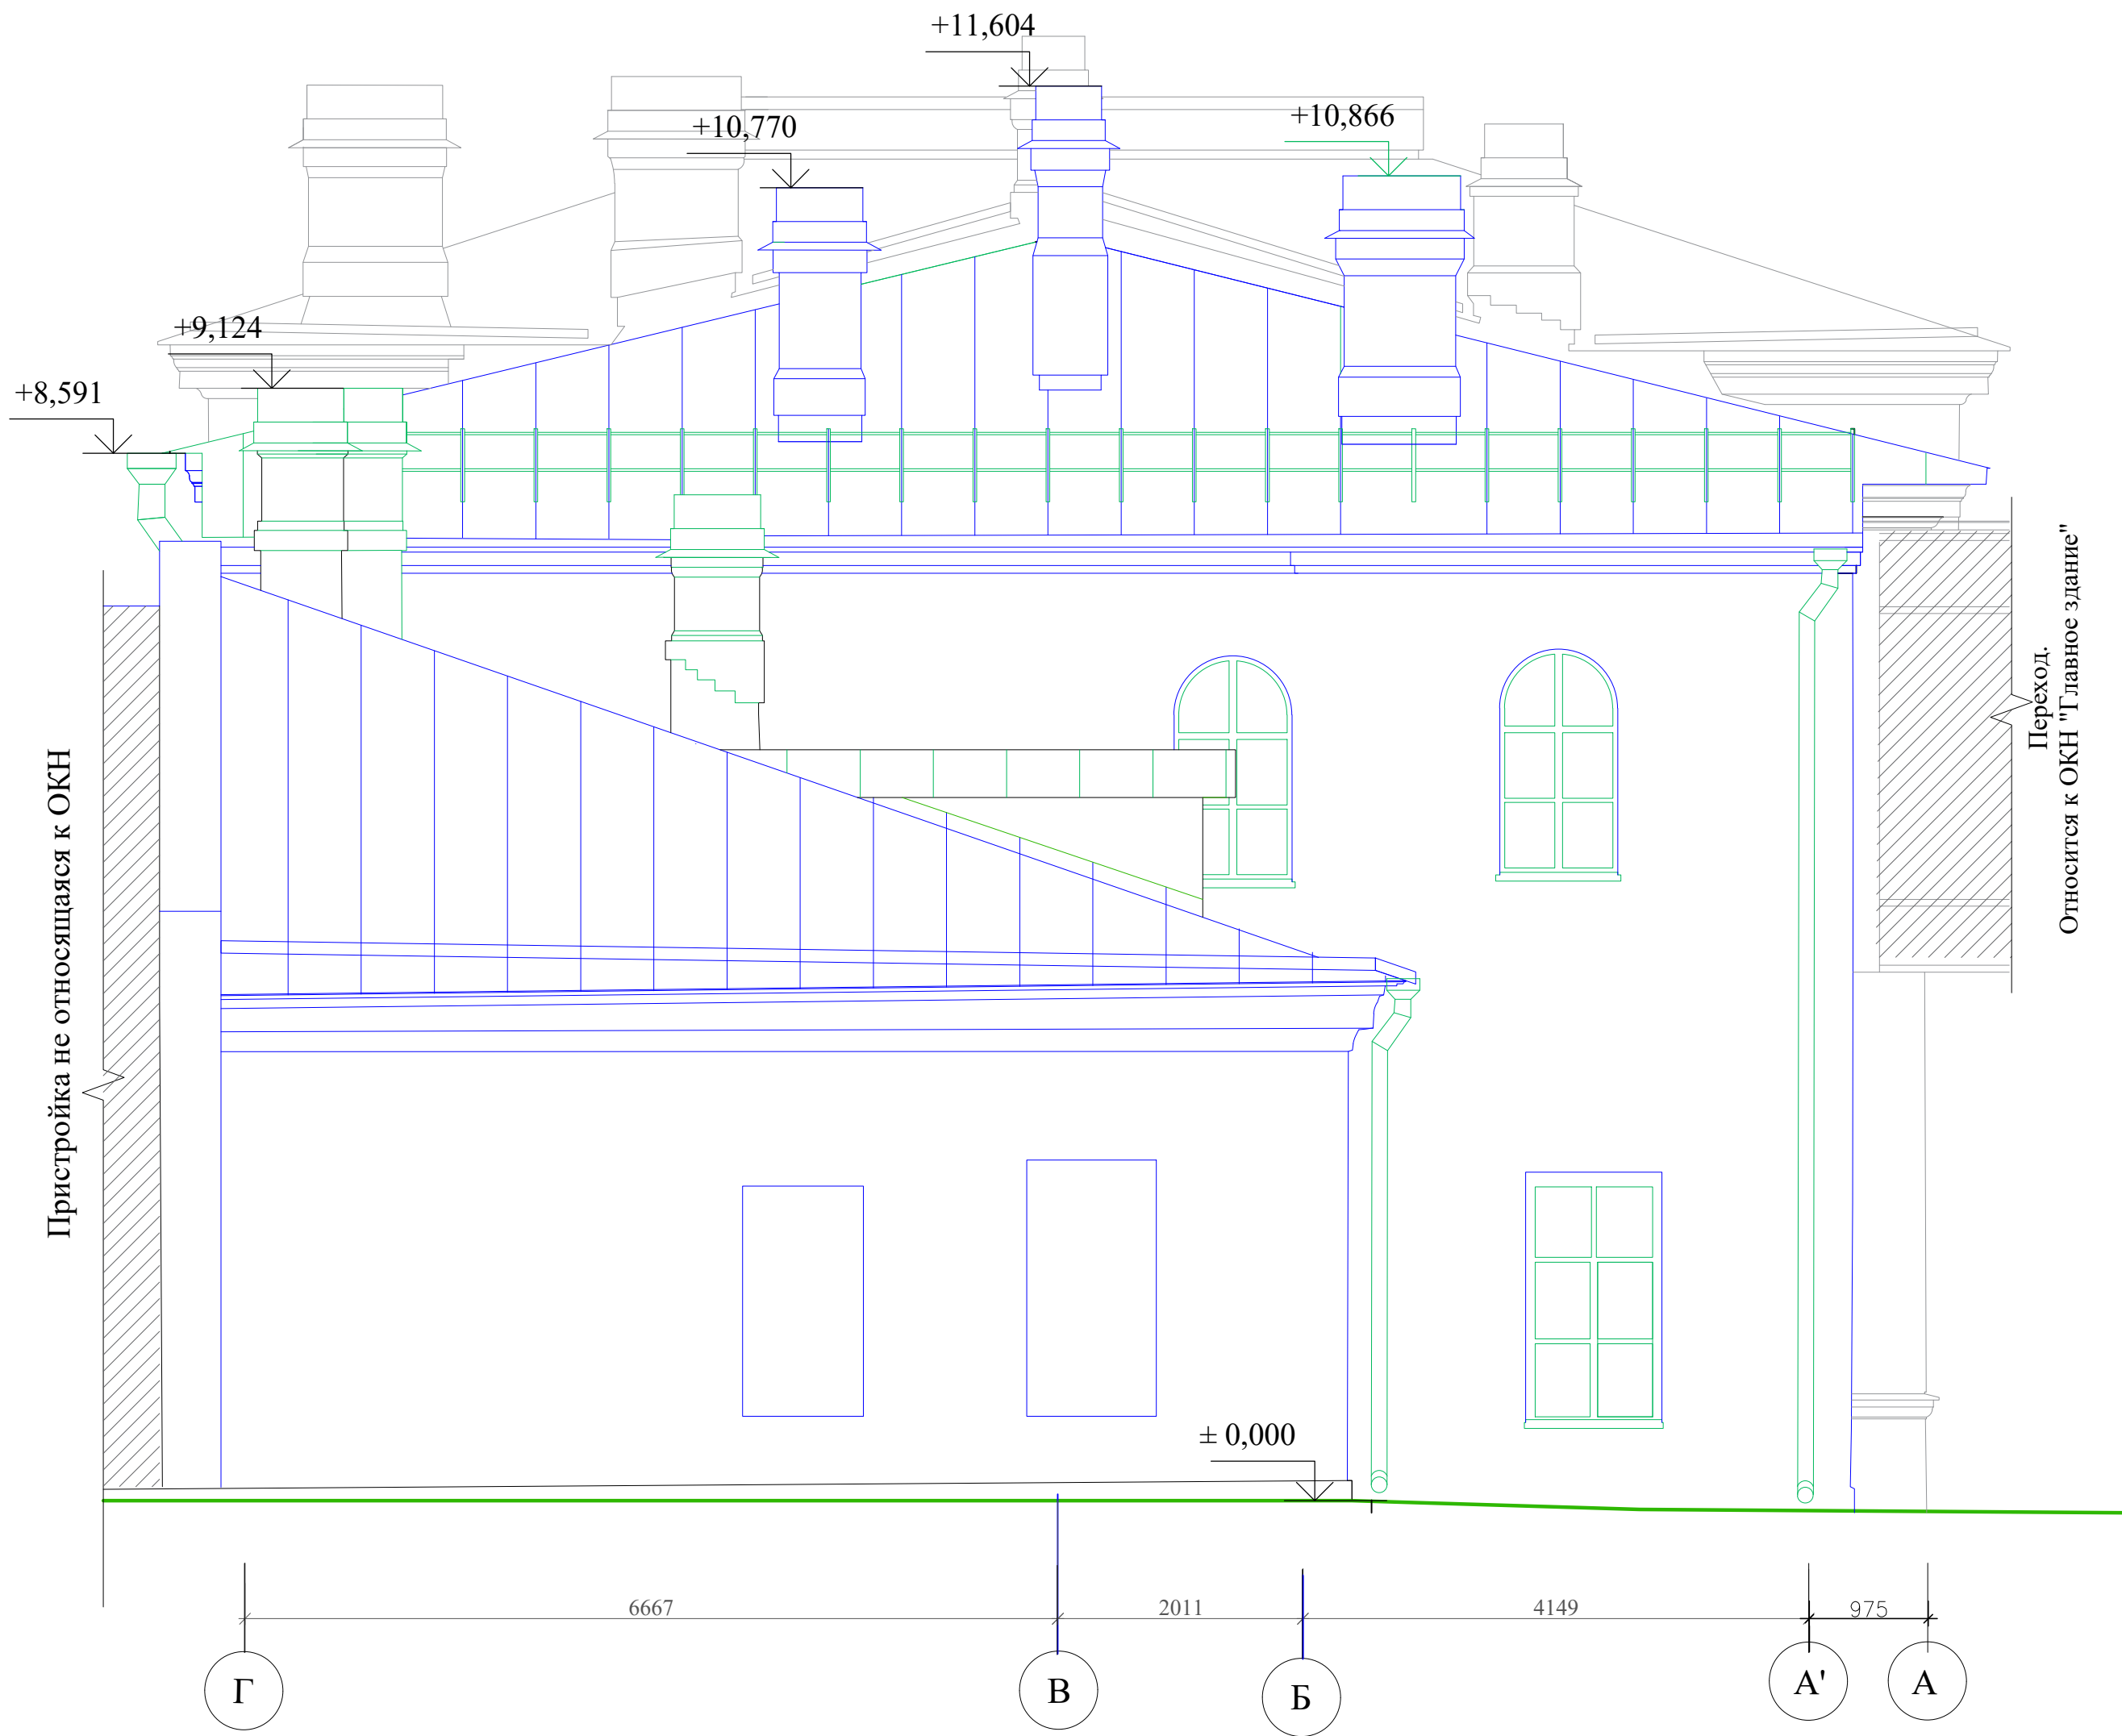 +11,604
+10,866
+10,770
+9,124
+8,591
Пристройка не относящаяся к ОКН
Переход.
Относится к ОКН "Главное здание"
± 0,000
6667
2011
4149
975
Г
В
Б
А'
А